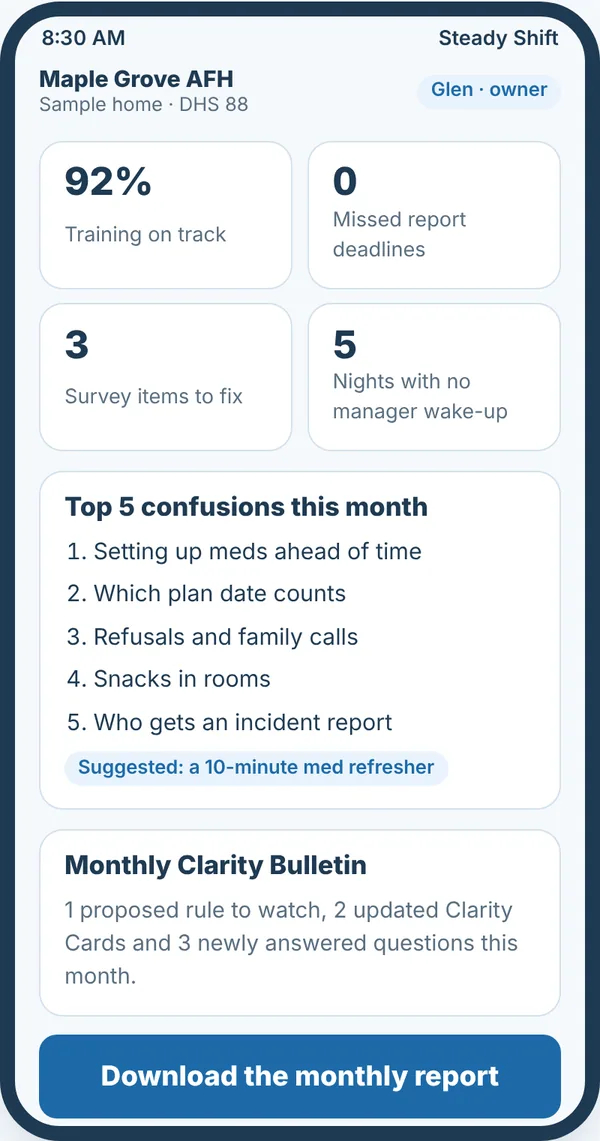 8:30 AM
Steady Shift
Maple Grove AFH
Sample home · DHS 88
Glen · owner
92%
Training on track
0
Missed report
deadlines
3
Survey items to fix
5
Nights with no
manager wake-up
Top 5 confusions this month
1. Setting up meds ahead of time
2. Which plan date counts
3. Refusals and family calls
4. Snacks in rooms
5. Who gets an incident report
Suggested: a 10-minute med refresher
Monthly Clarity Bulletin
1 proposed rule to watch, 2 updated Clarity
Cards and 3 newly answered questions this
month.
Download the monthly report